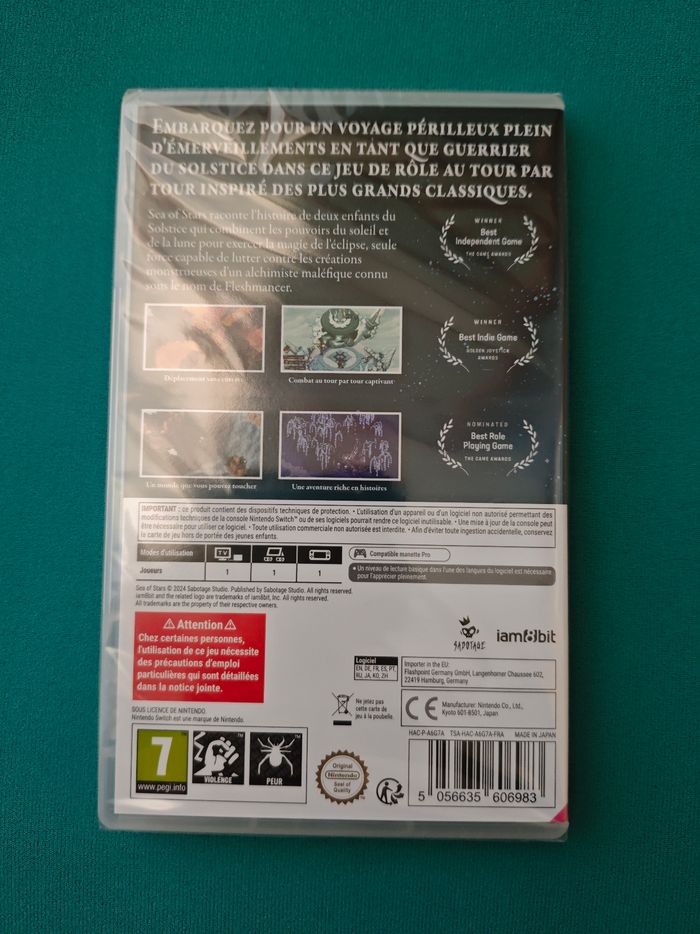 EMBARQUEZ POUR UN VOYAGE PÉRILLEUX PLEIN
D'ÉMERVEILLEMENTS EN TANT QUE GUERRIER
DU SOLSTICE DANS CE JEU DE RÔLE AU TOUR PAR
TOUR INSPIRÉ DES PLUS GRANDS CLASSIQUES.
Sea of Stars raconte l'histoire de deux enfants du
Solstice qui combinent les pouvoirs du soleil et
de la lune pour exercer la magie de l'éclipse, seule
force capable de lutter contre les créations
monstrueuses d'un alchimiste maléfique connu
sous le nom de Fleshmancer.
WINNER
Best
Independent Game
THE GAME AWARDS
WINNER
Best Indie Game
GOLDEN JOYSTICK
AWARDS
NOMINATED
Best Role
Playing Game
THE GAME AWARDS
Déplacement sans
Combat au tour par tour captivant
Un monde que vous pouvez toucher
Une aventure riche en histoires
IMPORTANT : ce produit contient des dispositifs techniques de protection. • L'utilisation d'un appareil ou d'un logiciel non autorisé permettant des
modifications techniques de la console Nintendo Switch™ ou de ses logiciels pourrait rendre ce logiciel inutilisable. • Une mise à jour de la console peut
être nécessaire pour utiliser ce logiciel. • Toute utilisation commerciale non autorisée est interdite. • Afin d'éviter toute ingestion accidentelle, conservez
la carte de jeu hors de portée des jeunes enfants.
Modes d'utilisation
TV
Joueurs
1
1
1
Compatible manette Pro
• Un niveau de lecture basique dans l'une des langues du logiciel est nécessaire
pour l'apprécier pleinement.
Sea of Stars © 2024 Sabotage Studio. Published by Sabotage Studio. All rights reserved.
iam8bit and the related logo are trademarks of iam8bit, Inc. All rights reserved.
All trademarks are the property of their respective owners.
⚠ Attention ⚠
Chez certaines personnes,
l'utilisation de ce jeu nécessite
des précautions d'emploi
particulières qui sont détaillées
dans la notice jointe.
SABOTAGE
iam8bit
Logiciel
EN, DE, FR, ES, PT,
RU, JA, KO, ZH
Importer in the EU:
Flashpoint Germany GmbH, Langenhorner Chaussee 602,
22419 Hamburg, Germany
Ne jetez pas
cette carte de
jeu à la poubelle.
CE
Manufacturer: Nintendo Co., Ltd.,
Kyoto 601-8501, Japan
SOUS LICENCE DE NINTENDO.
Nintendo Switch est une marque de Nintendo.
HAC-P-A6G7A TSA-HAC-A6G7A-FRA MADE IN JAPAN
7
www.pegi.info
VIOLENCE
PEUR
Original
Nintendo
Seal of
Quality
5 056635 606983